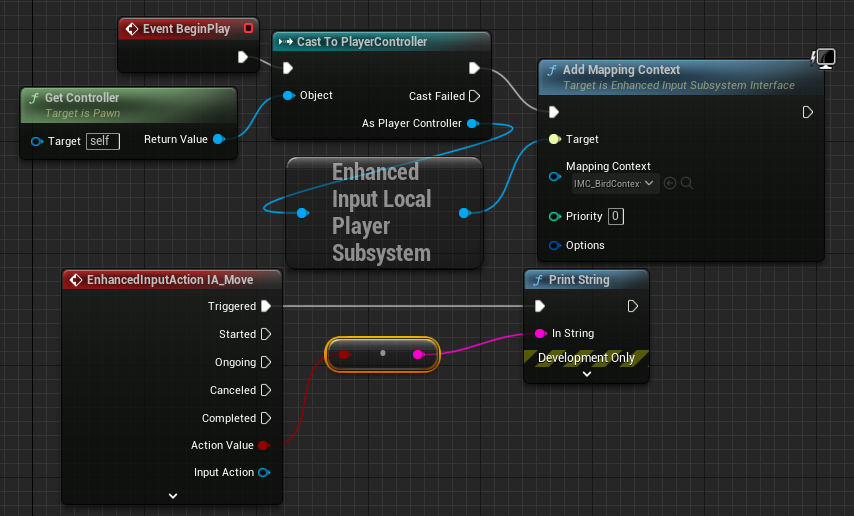 Event BeginPlay
Cast To PlayerController
Object
Cast Failed
As Player Controller
Get Controller
Target is Pawn
Target self
Return Value
Add Mapping Context
Target is Enhanced Input Subsystem Interface
Target
Mapping Context
IMC_BirdContex
Priority 0
Options
Enhanced
Input Local
Player
Subsystem
EnhancedInputAction IA_Move
Triggered
Started
Ongoing
Canceled
Completed
Action Value
Input Action
Print String
In String
Development Only